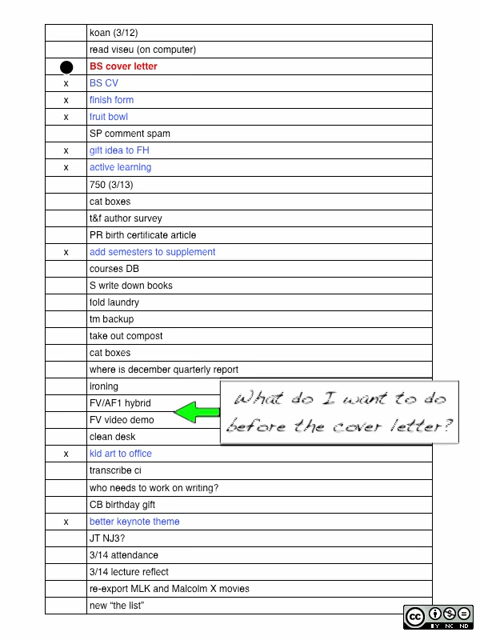 koan (3/12)
read viseu (on computer)
BS cover letter
x BS CV
x finish form
x fruit bowl
SP comment spam
x gift idea to FH
x active learning
750 (3/13)
cat boxes
t&f author survey
PR birth certificate article
x add semesters to supplement
courses DB
S write down books
fold laundry
tm backup
take out compost
cat boxes
where is december quarterly report
ironing
FV/AF1 hybrid
FV video demo
clean desk
What do I want to do
before the cover letter?
x kid art to office
transcribe ci
who needs to work on writing?
CB birthday gift
x better keynote theme
JT NJ3?
3/14 attendance
3/14 lecture reflect
re-export MLK and Malcolm X movies
new “the list”
cc
BY NC ND